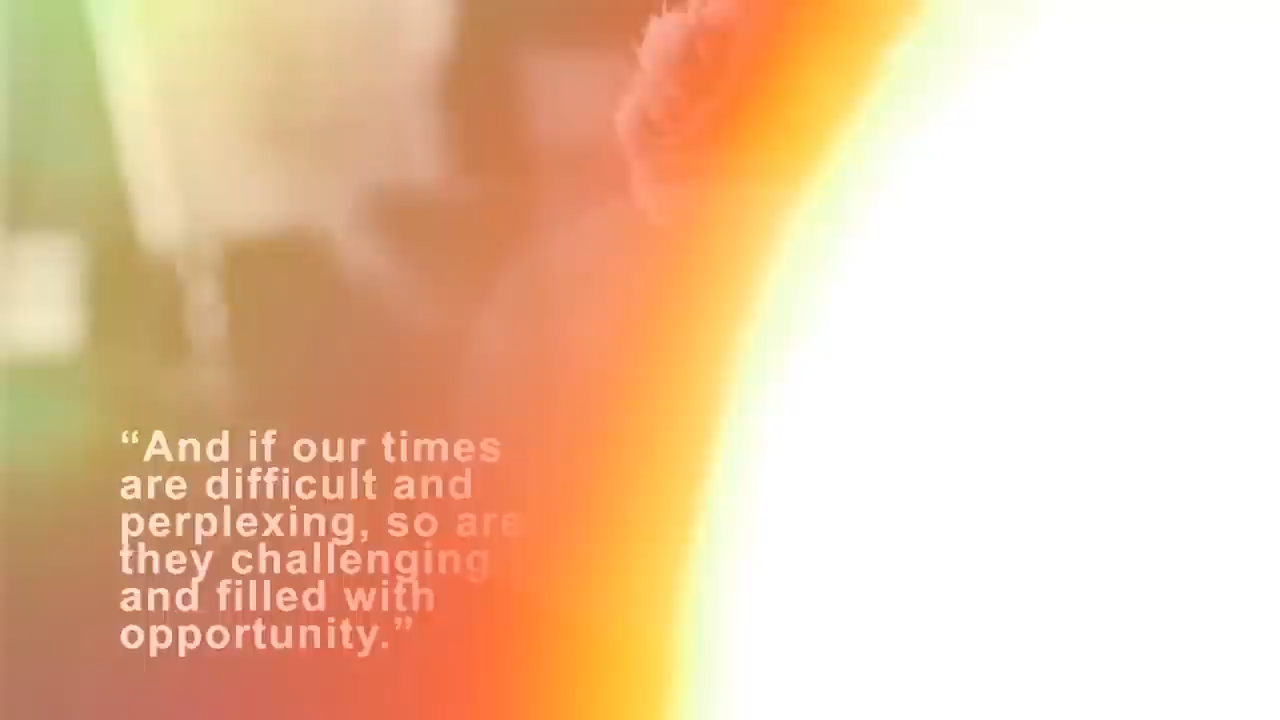 “And if our times
are difficult and
perplexing, so are
they challenging
and filled with
opportunity.”